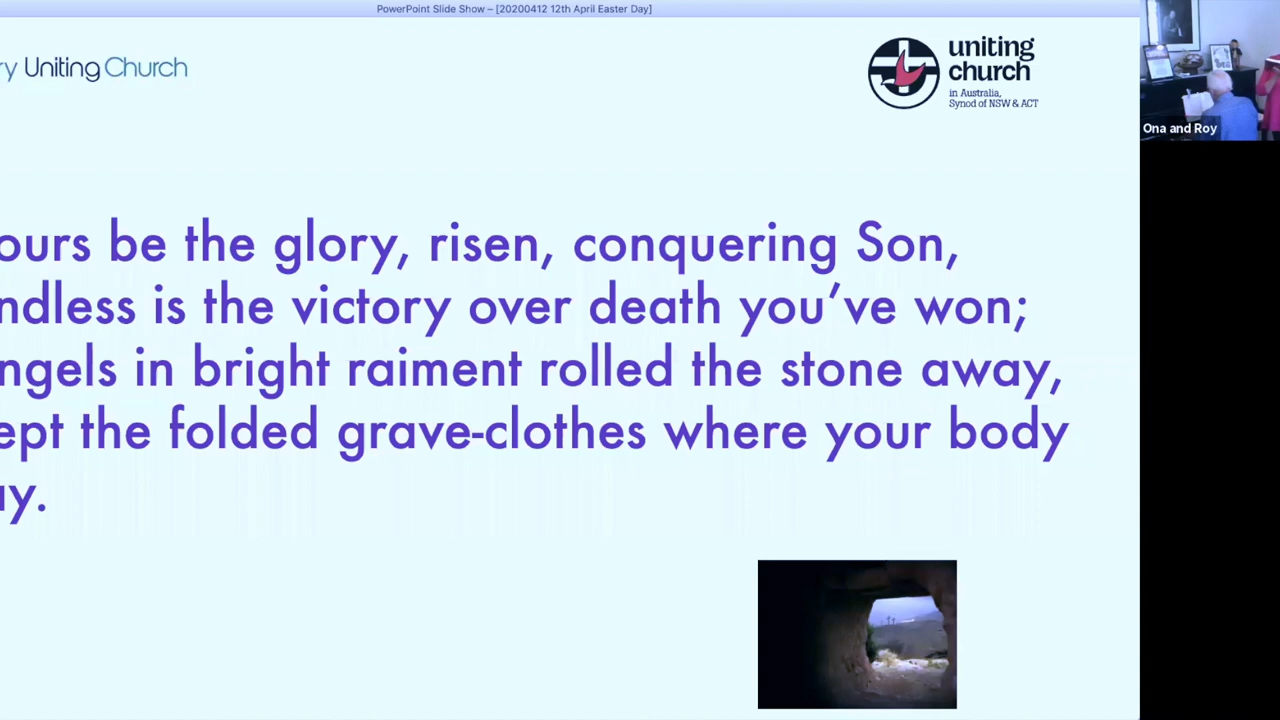 PowerPoint Slide Show – [20200412 12th April Easter Day]
ry Uniting Church
uniting
church
in Australia,
Synod of NSW & ACT
Ona and Roy
ours be the glory, risen, conquering Son,
ndless is the victory over death you've won;
ngels in bright raiment rolled the stone away,
ept the folded grave-clothes where your body
ay.